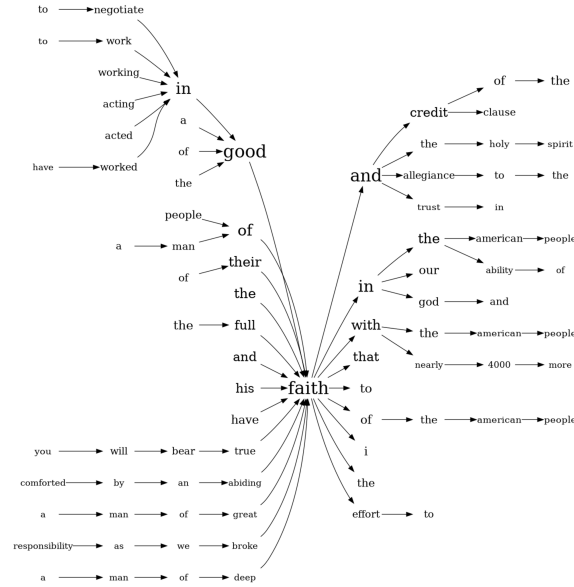 to negotiate
to work
working
acting
acted
have worked
in
a
of
the
good
people
a man
of
of
their
the
the full
and
his
have
you will bear true
comforted by an abiding
a man of great
responsibility as we broke
a man of deep
faith
and
credit
of the
clause
the holy spirit
allegiance to the
trust in
in
the
american people
ability of
our
god and
with
the american people
nearly 4000 more
that
to
of the american people
i
the
effort to